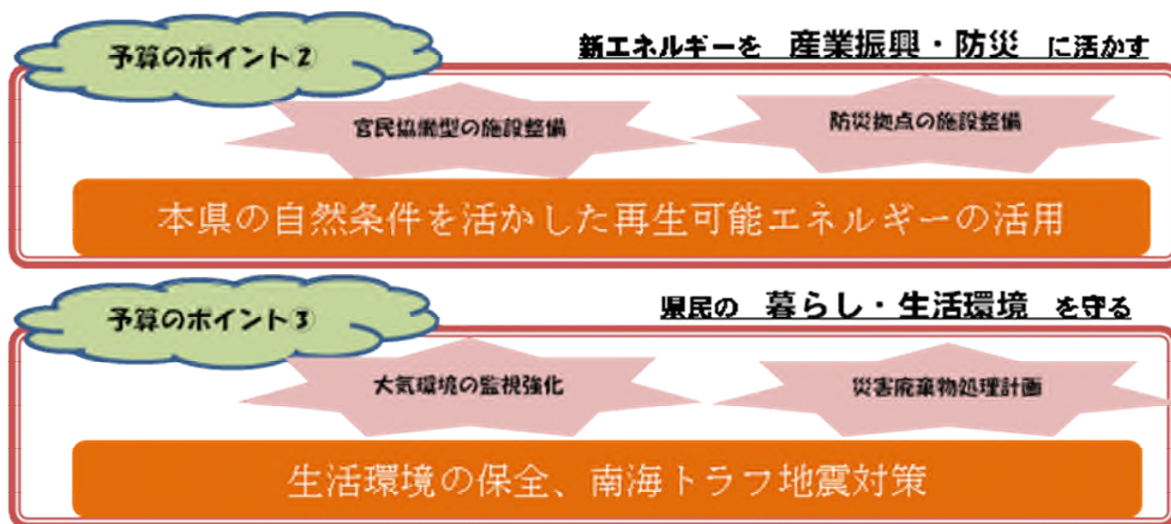 予算のポイント②
新エネルギーを 産業振興・防災 に活かす
官民協働型の施設整備
防災拠点の施設整備
本県の自然条件を活かした再生可能エネルギーの活用
予算のポイント③
県民の 暮らし・生活環境 を守る
大気環境の監視強化
災害廃棄物処理計画
生活環境の保全、南海トラフ地震対策